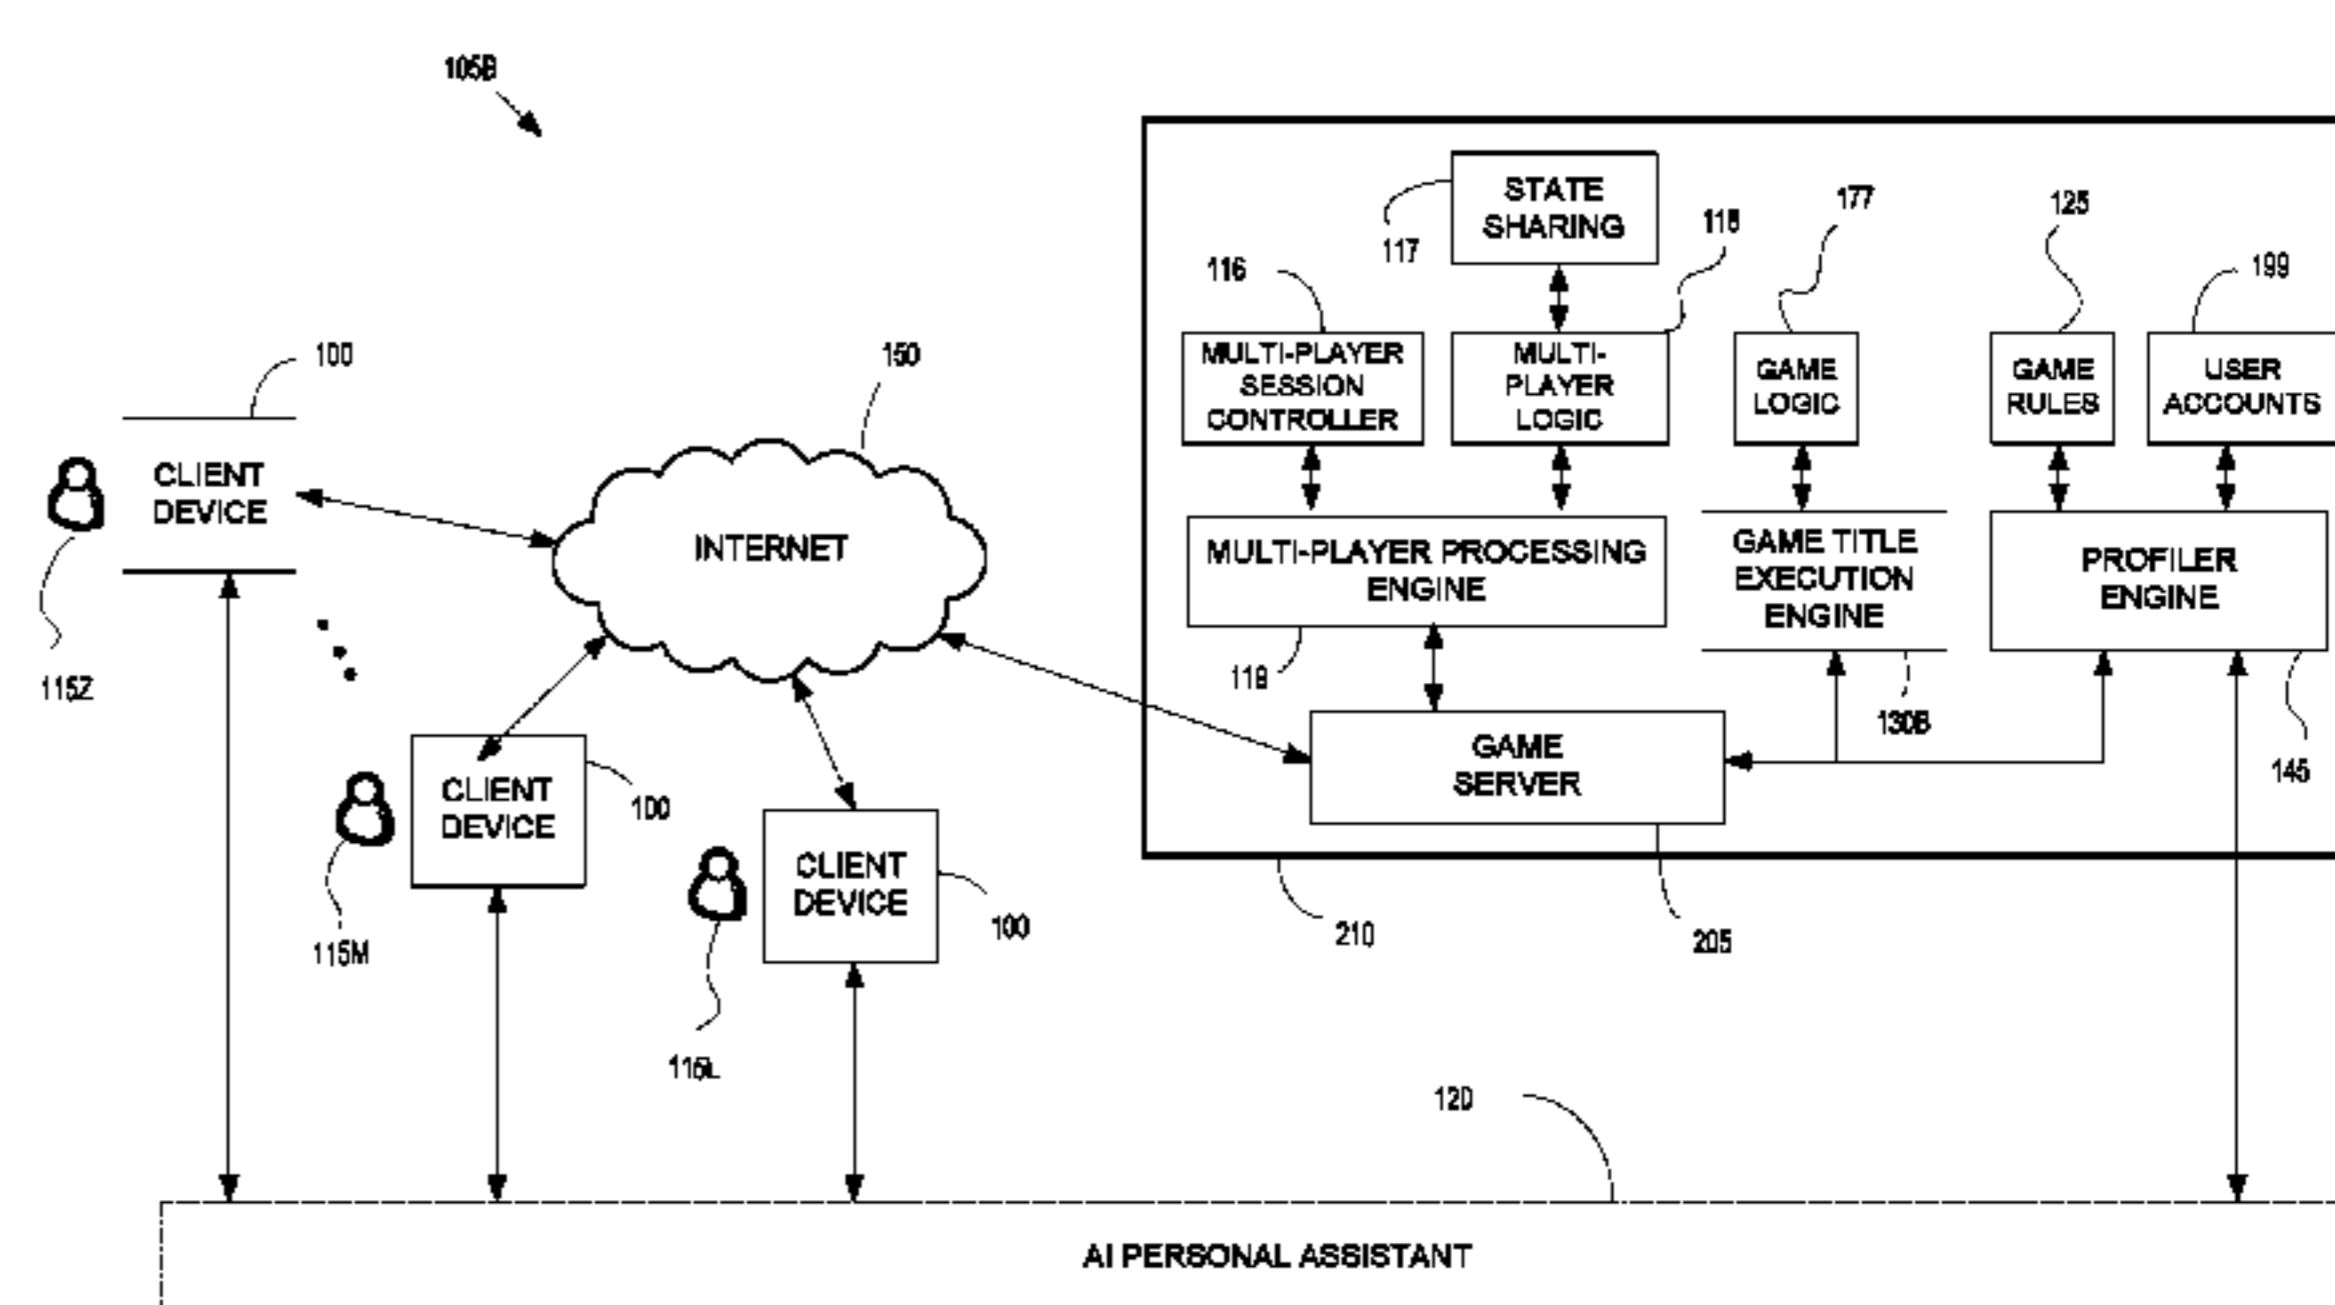 105B
STATE
SHARING
117
118
177
125
199
116
MULTI-PLAYER
SESSION
CONTROLLER
MULTI-
PLAYER
LOGIC
GAME
LOGIC
GAME
RULES
USER
ACCOUNTS
100
150
CLIENT
DEVICE
INTERNET
MULTI-PLAYER PROCESSING
ENGINE
GAME TITLE
EXECUTION
ENGINE
PROFILER
ENGINE
115Z
119
130B
145
GAME
SERVER
CLIENT
DEVICE
100
115M
CLIENT
DEVICE
100
115L
210
205
120
AI PERSONAL ASSISTANT